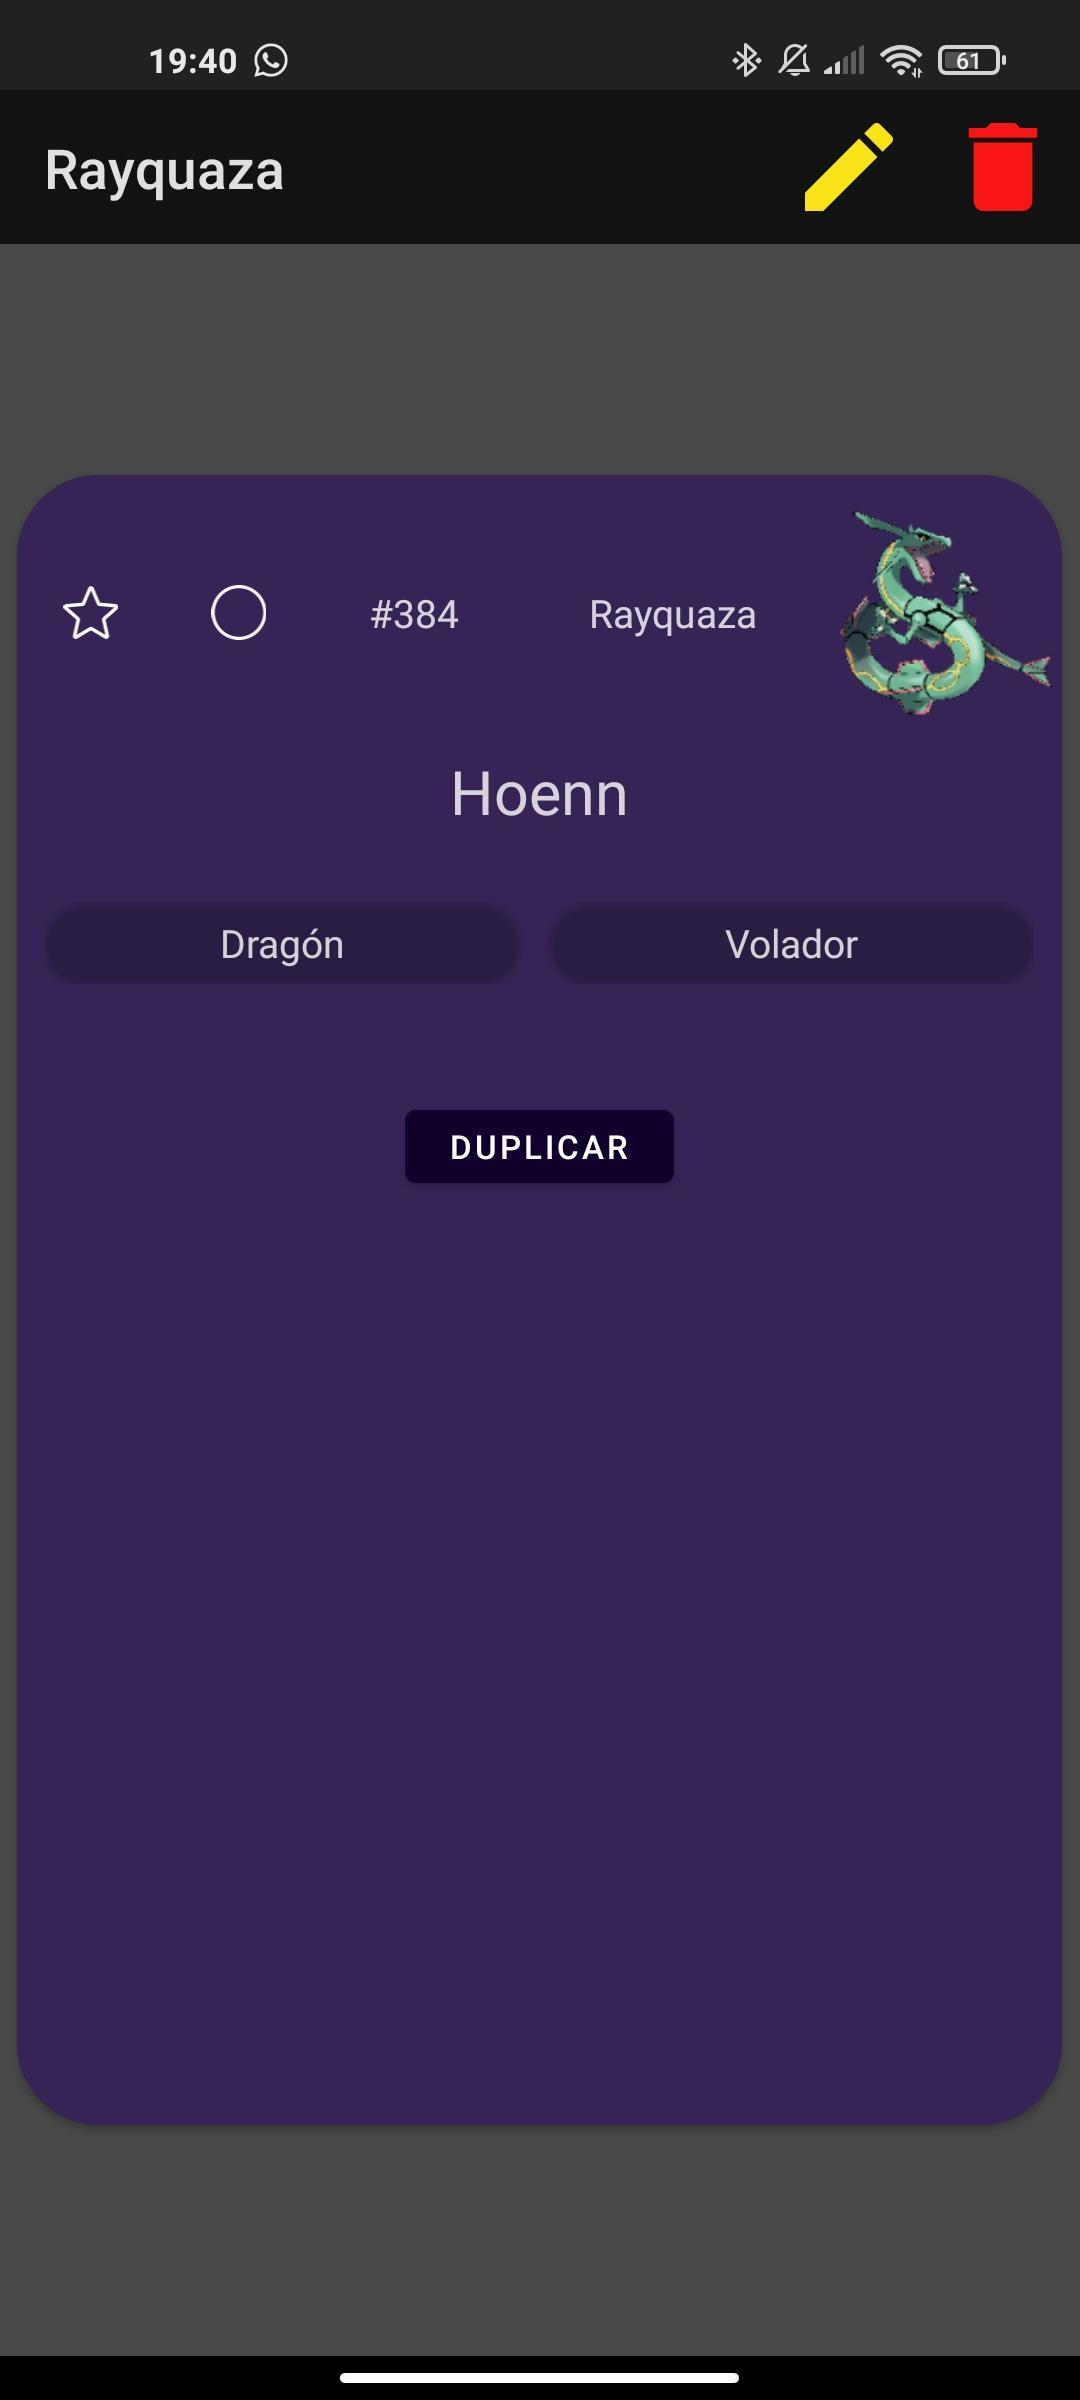 19:40
61
Rayquaza
#384
Rayquaza
Hoenn
Dragón
Volador
DUPLICAR